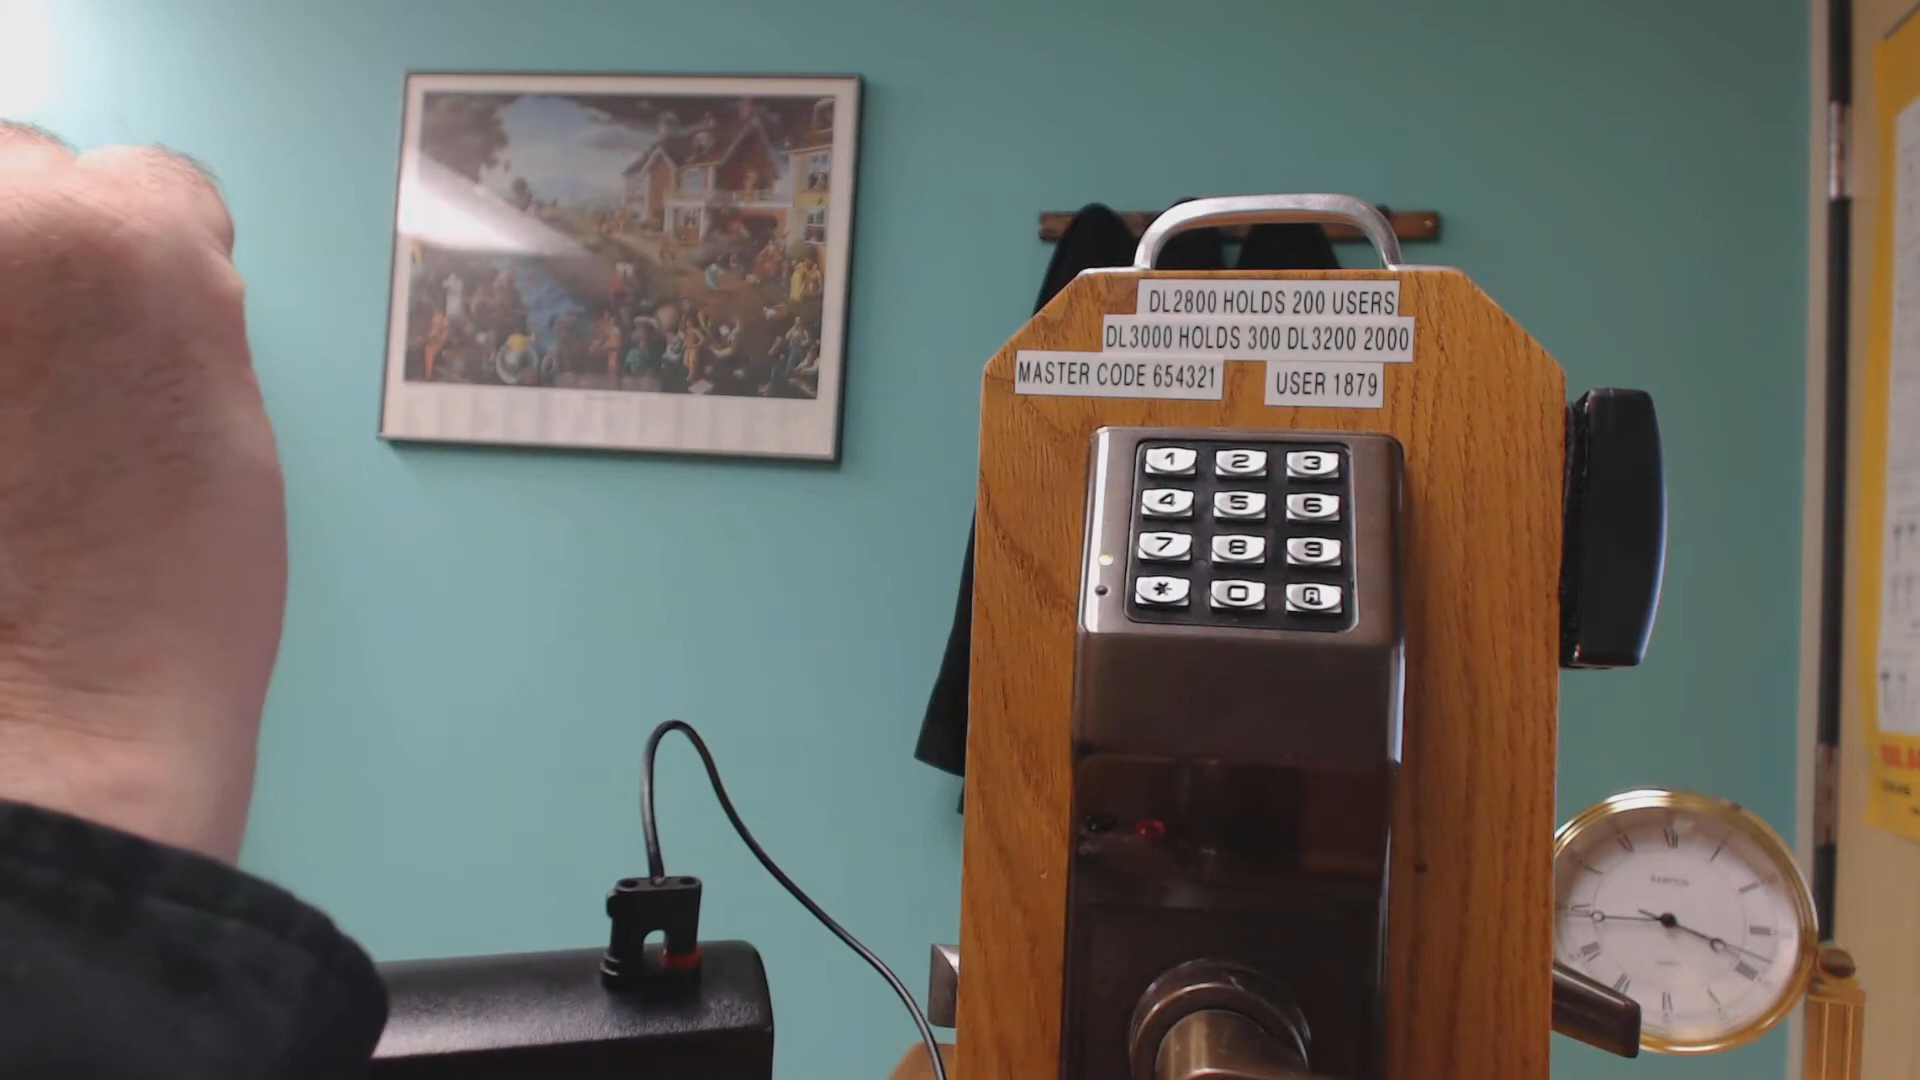 DL2800 HOLDS 200 USERS
DL3000 HOLDS 300 DL3200 2000
MASTER CODE 654321 USER 1879
1 2 3
4 5 6
7 8 9
* 0